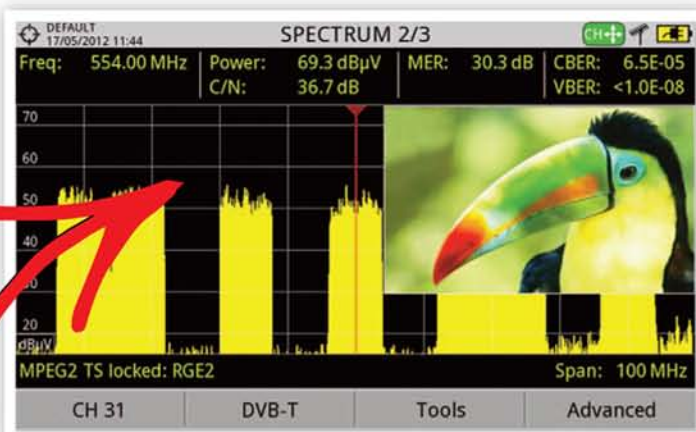 DEFAULT
17/05/2012 11:44
SPECTRUM 2/3
CH
Freq: 554.00 MHz
Power: 69.3 dBµV
MER: 30.3 dB
CBER: 6.5E-05
C/N: 36.7 dB
VBER: <1.0E-08
70
60
50
40
20
dBµV
MPEG2 TS locked: RGE2
Span: 100 MHz
CH 31
DVB-T
Tools
Advanced